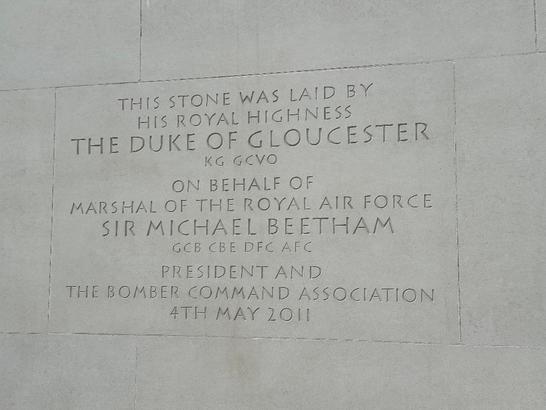 THIS STONE WAS LAID BY
HIS ROYAL HIGHNESS
THE DUKE OF GLOUCESTER
KG GCVO
ON BEHALF OF
MARSHAL OF THE ROYAL AIR FORCE
SIR MICHAEL BEETHAM
GCB CBE DFC AFC
PRESIDENT AND
THE BOMBER COMMAND ASSOCIATION
4TH MAY 2011